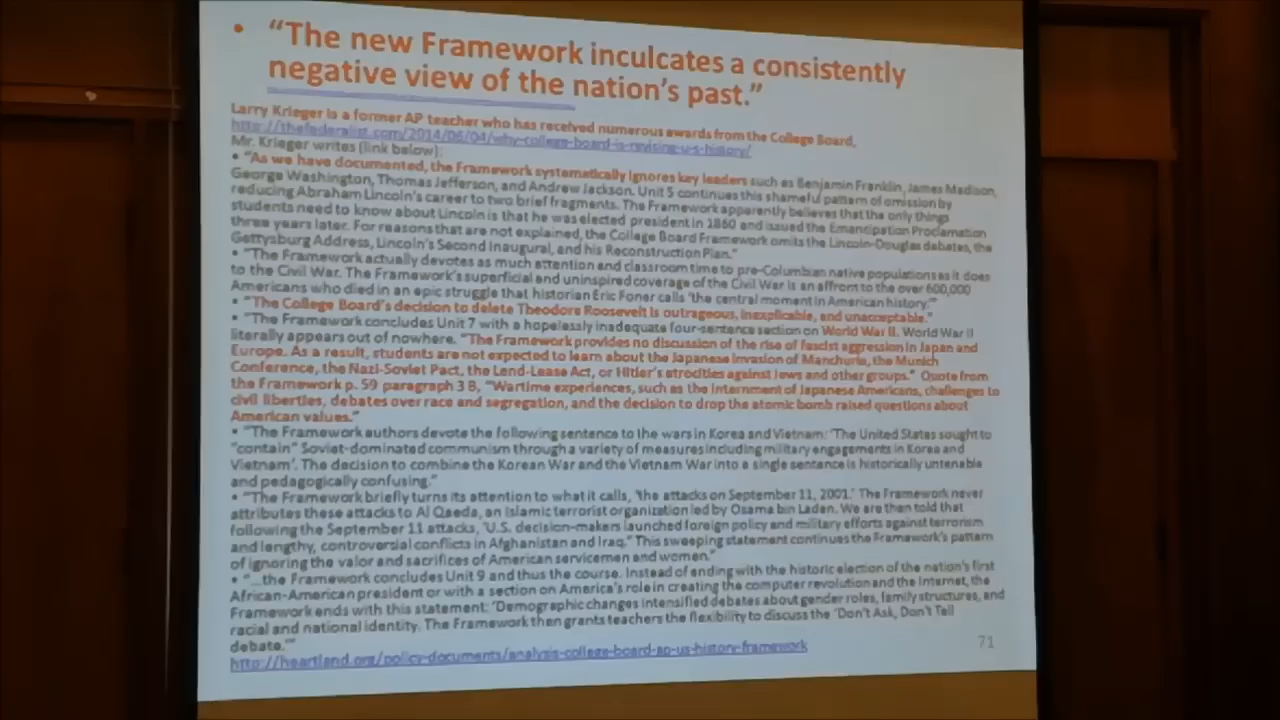 • “The new Framework inculcates a consistently
negative view of the nation's past.”
Larry Krieger is a former AP teacher who has received numerous awards from the College Board,
http://thefederalist.com/2014/06/04/why-college-board-is-revising-u-s-history/
Mr. Krieger writes (link below):
• “As we have documented, the Framework systematically ignores key leaders such as Benjamin Franklin, James Madison,
George Washington, Thomas Jefferson, and Andrew Jackson. Unit 5 continues this shameful pattern of omission by
reducing Abraham Lincoln's career to two brief fragments. The Framework apparently believes that the only things
students need to know about Lincoln is that he was elected president in 1860 and issued the Emancipation Proclamation
three years later. For reasons that are not explained, the College Board Framework omits the Lincoln-Douglas debates, the
Gettysburg Address, Lincoln's Second Inaugural, and his Reconstruction Plan.”
• “The Framework actually devotes as much attention and classroom time to pre-Columbian native populations as it does
to the Civil War. The Framework's superficial and uninspired coverage of the Civil War is an affront to the over 600,000
Americans who died in an epic struggle that historian Eric Foner calls ‘the central moment in American history.’”
• “The College Board's decision to delete Theodore Roosevelt is outrageous, inexplicable, and unacceptable.”
• “The Framework concludes Unit 7 with a hopelessly inadequate four-sentence section on World War II. World War II
literally appears out of nowhere. “The Framework provides no discussion of the rise of fascist aggression in Japan and
Europe. As a result, students are not expected to learn about the Japanese invasion of Manchuria, the Munich
Conference, the Nazi-Soviet Pact, the Lend-Lease Act, or Hitler's atrocities against Jews and other groups.” Quote from
the Framework p. 59 paragraph 3 B, “Wartime experiences, such as the internment of Japanese Americans, challenges to
civil liberties, debates over race and segregation, and the decision to drop the atomic bomb raised questions about
American values.”
• “The Framework authors devote the following sentence to the wars in Korea and Vietnam: ‘The United States sought to
“contain” Soviet-dominated communism through a variety of measures including military engagements in Korea and
Vietnam’. The decision to combine the Korean War and the Vietnam War into a single sentence is historically untenable
and pedagogically confusing.”
• “The Framework briefly turns its attention to what it calls, ‘the attacks on September 11, 2001.’ The Framework never
attributes these attacks to Al Qaeda, an Islamic terrorist organization led by Osama bin Laden. We are then told that
following the September 11 attacks, ‘U.S. decision-makers launched foreign policy and military efforts against terrorism
and lengthy, controversial conflicts in Afghanistan and Iraq.” This sweeping statement continues the Framework's pattern
of ignoring the valor and sacrifices of American servicemen and women.”
• “...the Framework concludes Unit 9 and thus the course. Instead of ending with the historic election of the nation's first
African-American president or with a section on America's role in creating the computer revolution and the Internet, the
Framework ends with this statement: ‘Demographic changes intensified debates about gender roles, family structures, and
racial and national identity. The Framework then grants teachers the flexibility to discuss the ‘Don't Ask, Don't Tell
debate.’”
http://heartland.org/policy-documents/analysis-college-board-ap-us-history-framework
71